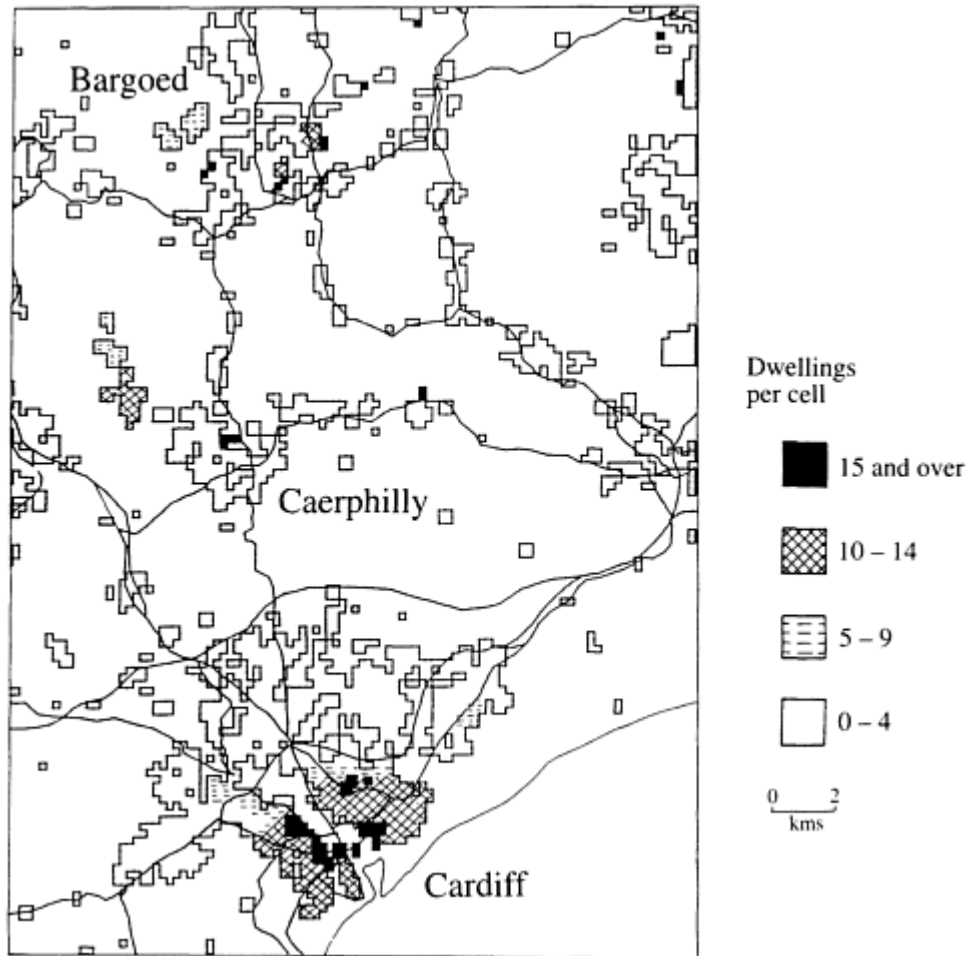 Bargoed
Caerphilly
Cardiff
Dwellings
per cell
15 and over
10 – 14
5 – 9
0 – 4
0 2
kms